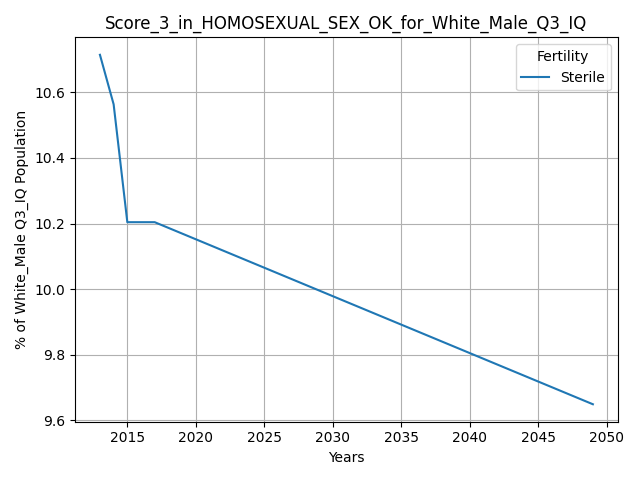 Score_3_in_HOMOSEXUAL_SEX_OK_for_White_Male_Q3_IQ
Fertility
Sterile
% of White_Male Q3_IQ Population
10.6
10.4
10.2
10.0
9.8
9.6
2015 2020 2025 2030 2035 2040 2045 2050
Years